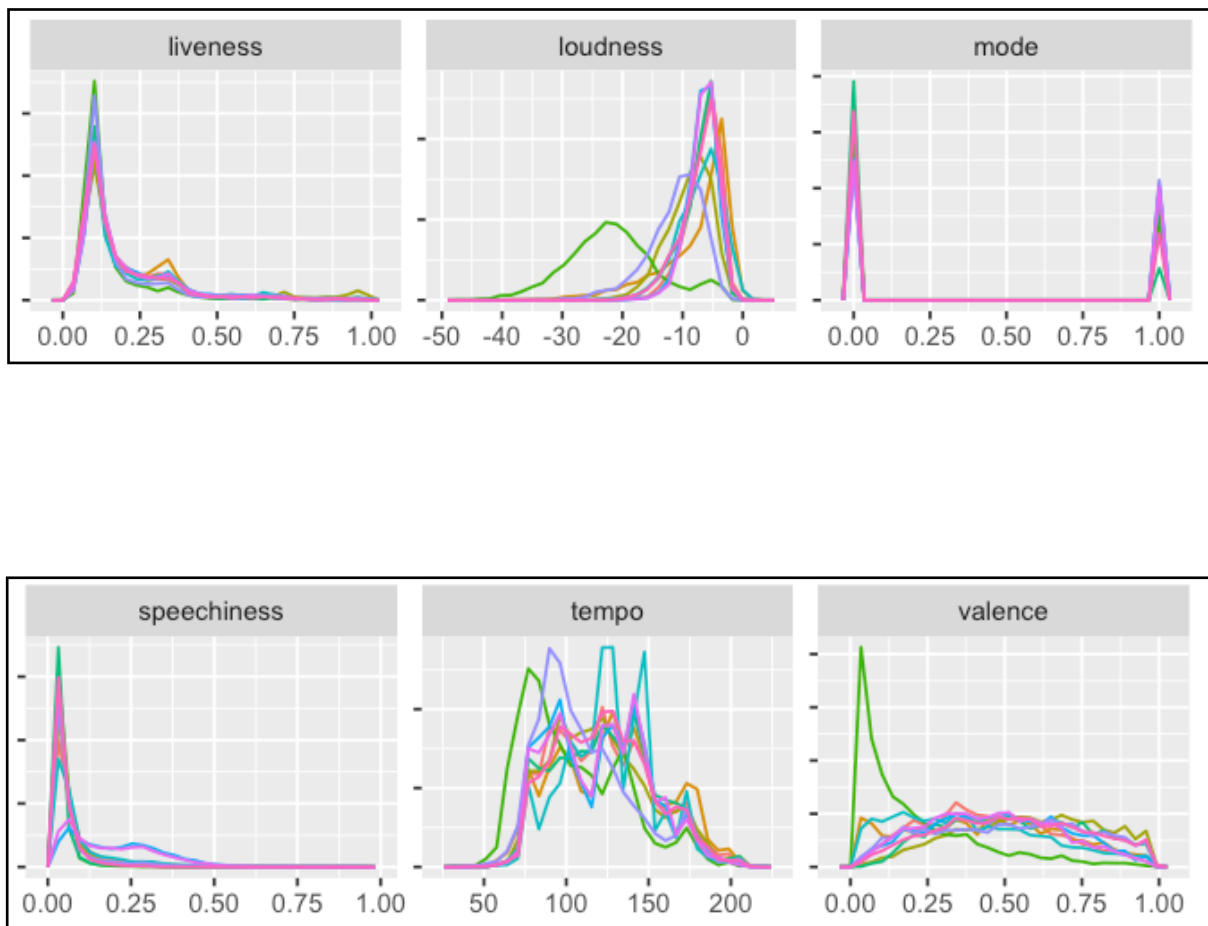 liveness loudness mode
0.00 0.25 0.50 0.75 1.00 -50 -40 -30 -20 -10 0 0.00 0.25 0.50 0.75 1.00
speechiness tempo valence
0.00 0.25 0.50 0.75 1.00 50 100 150 200 0.00 0.25 0.50 0.75 1.00